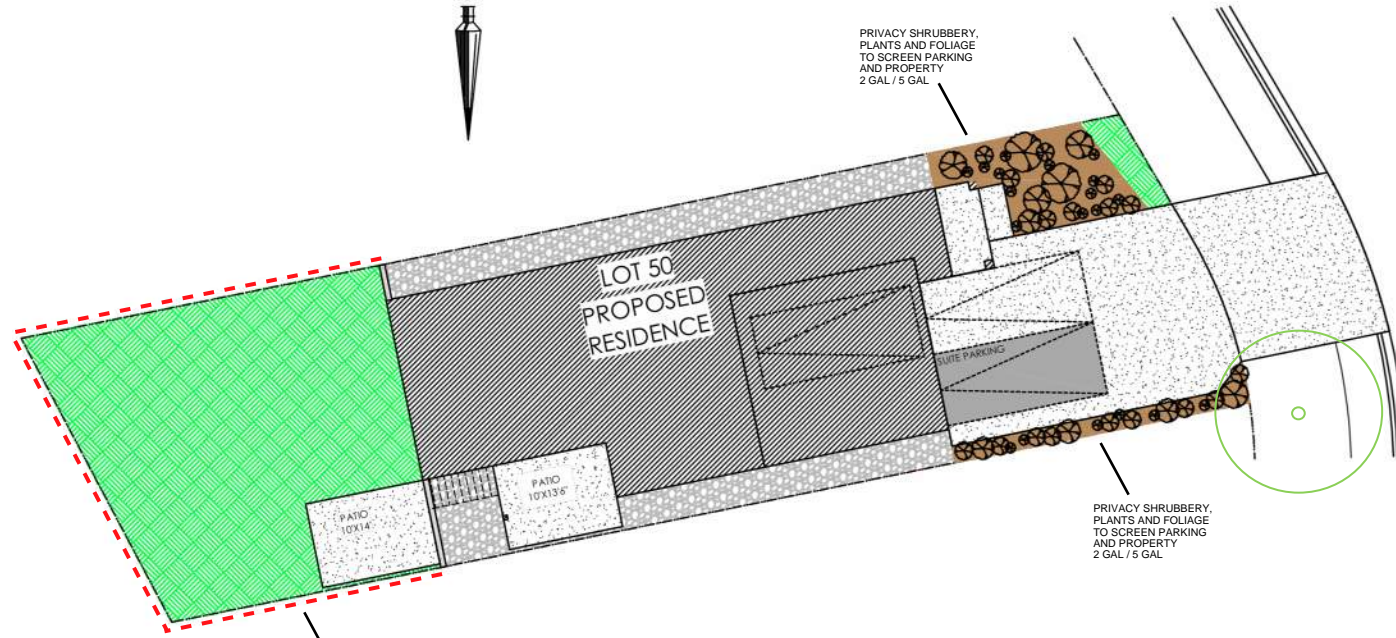 PRIVACY SHRUBBERY,
PLANTS AND FOLIAGE
TO SCREEN PARKING
AND PROPERTY
2 GAL / 5 GAL
LOT 50
PROPOSED
RESIDENCE
SUITE PARKING
PATIO
10'X13'6"
PATIO
10'X14'
PRIVACY SHRUBBERY,
PLANTS AND FOLIAGE
TO SCREEN PARKING
AND PROPERTY
2 GAL / 5 GAL